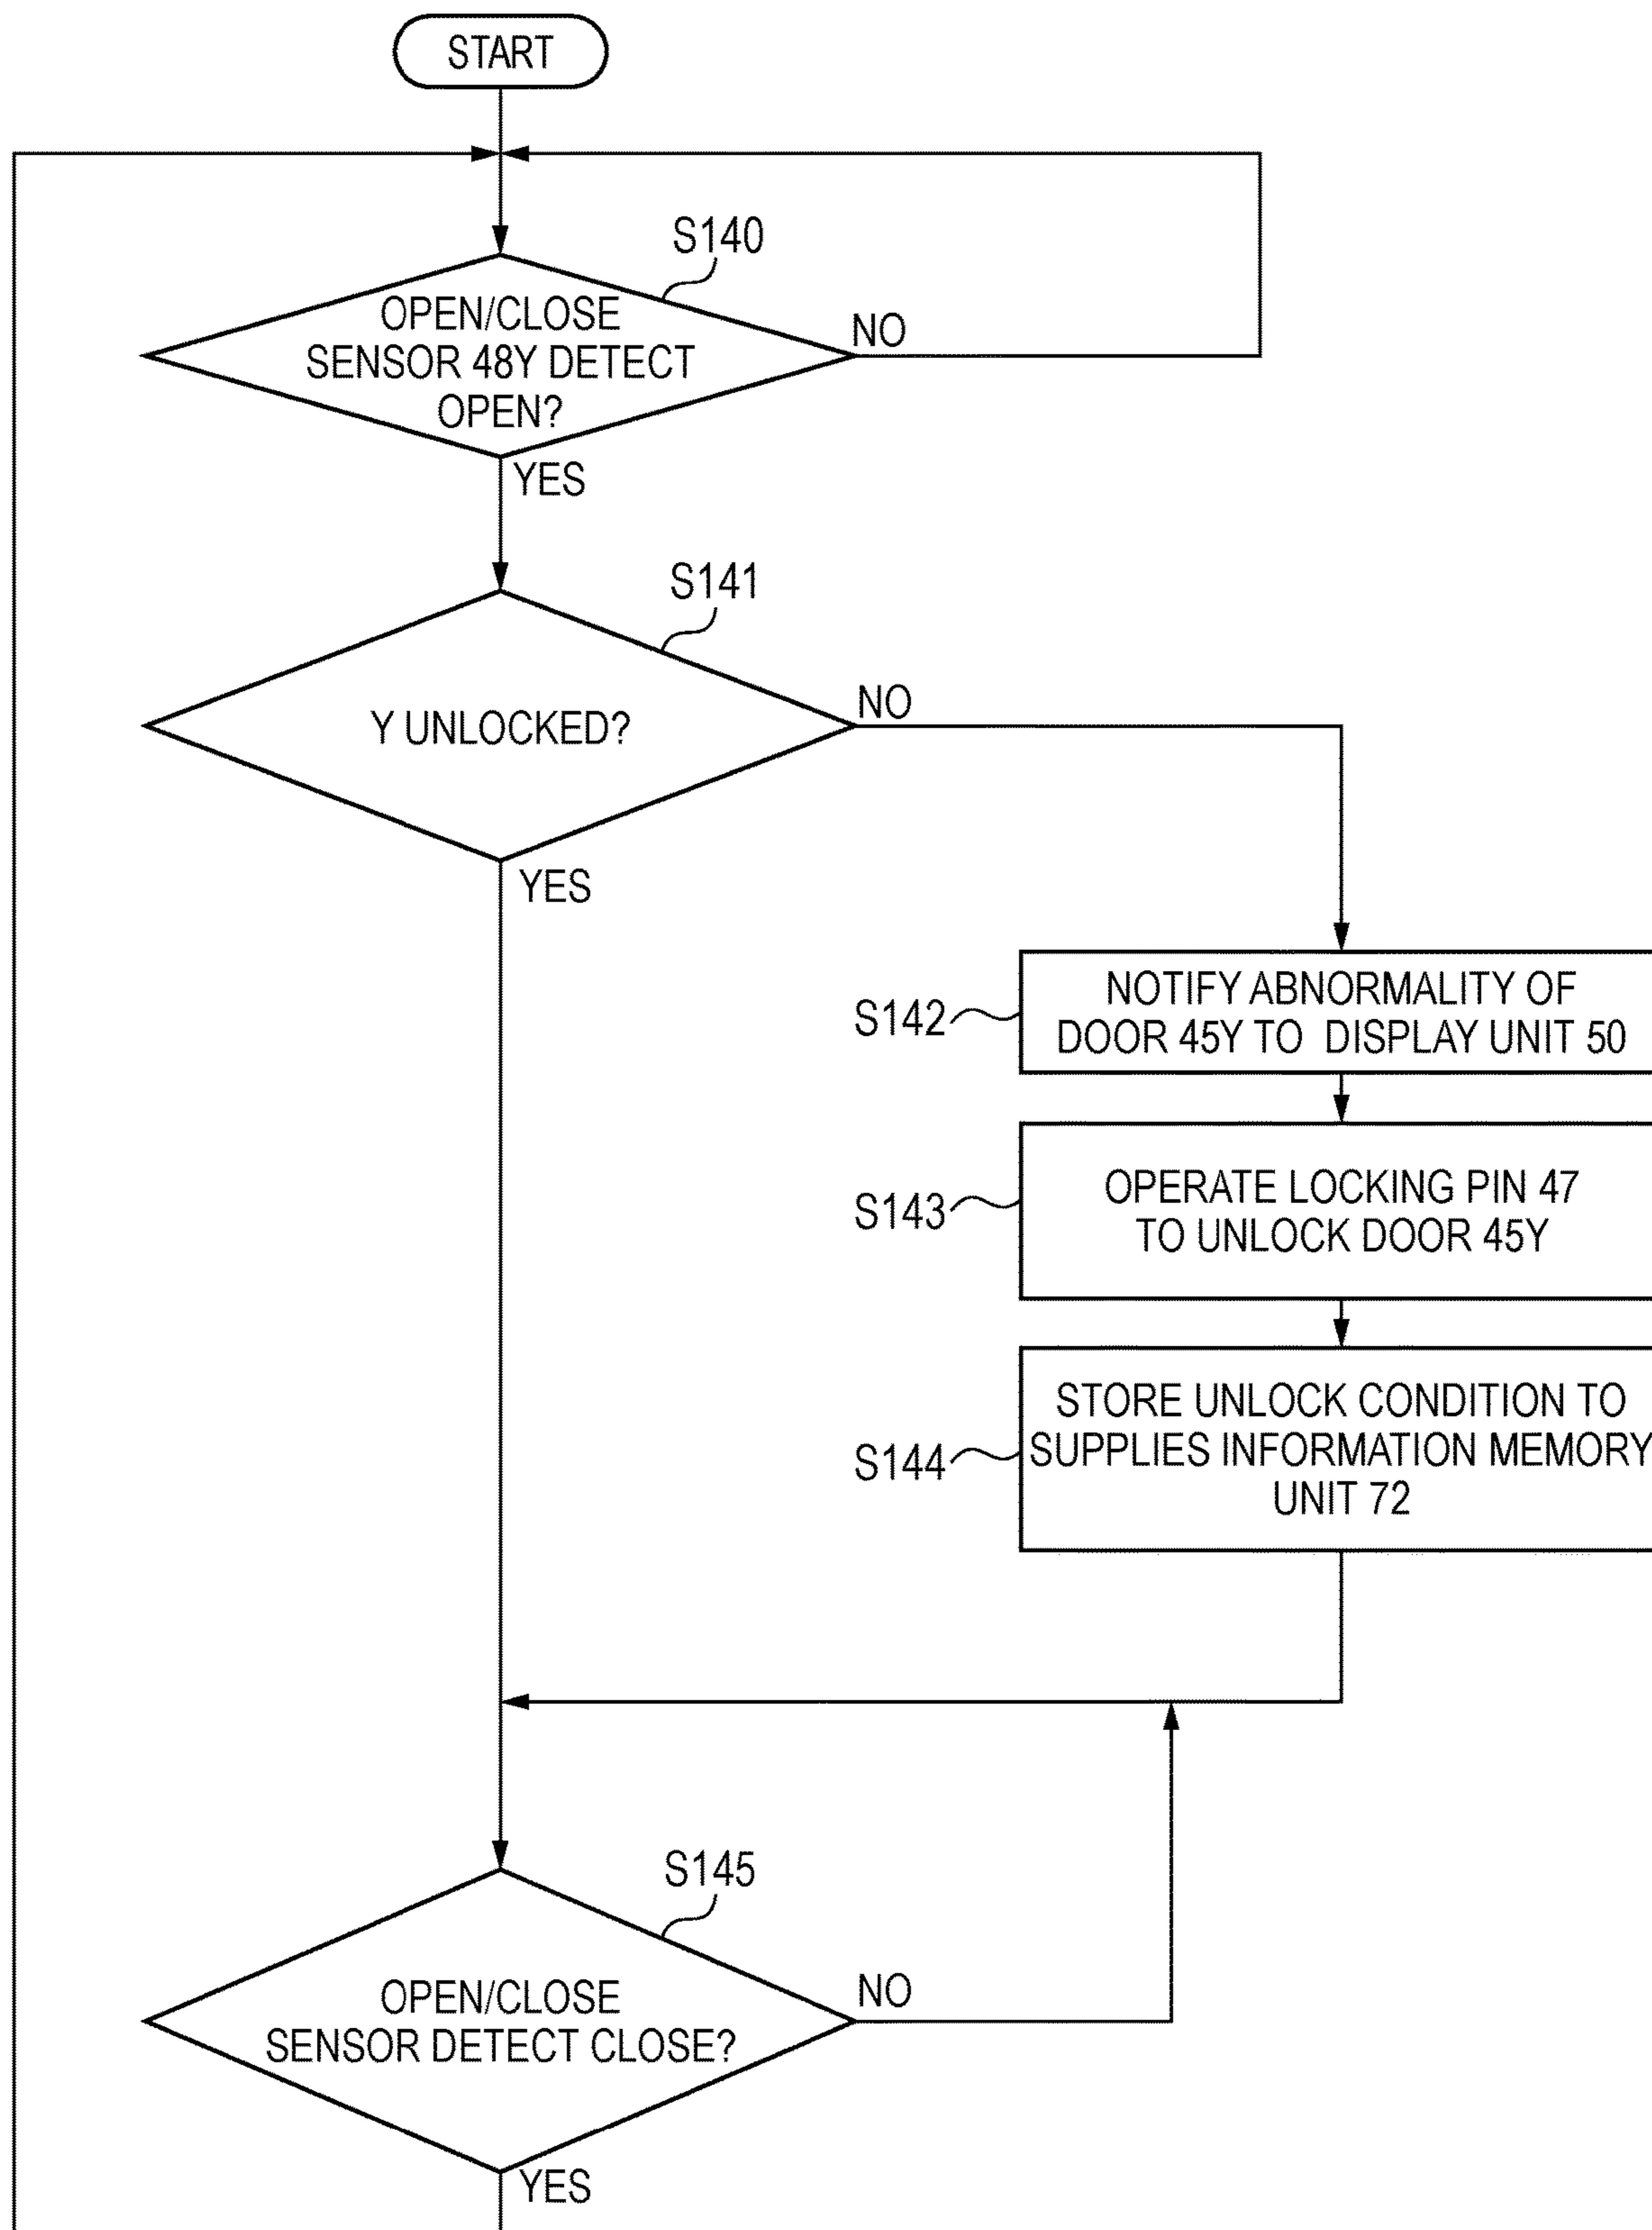 START
S140
OPEN/CLOSE
SENSOR 48Y DETECT
OPEN?
NO
YES
S141
Y UNLOCKED?
NO
YES
S142
NOTIFY ABNORMALITY OF
DOOR 45Y TO DISPLAY UNIT 50
S143
OPERATE LOCKING PIN 47
TO UNLOCK DOOR 45Y
S144
STORE UNLOCK CONDITION TO
SUPPLIES INFORMATION MEMORY
UNIT 72
S145
OPEN/CLOSE
SENSOR DETECT CLOSE?
NO
YES